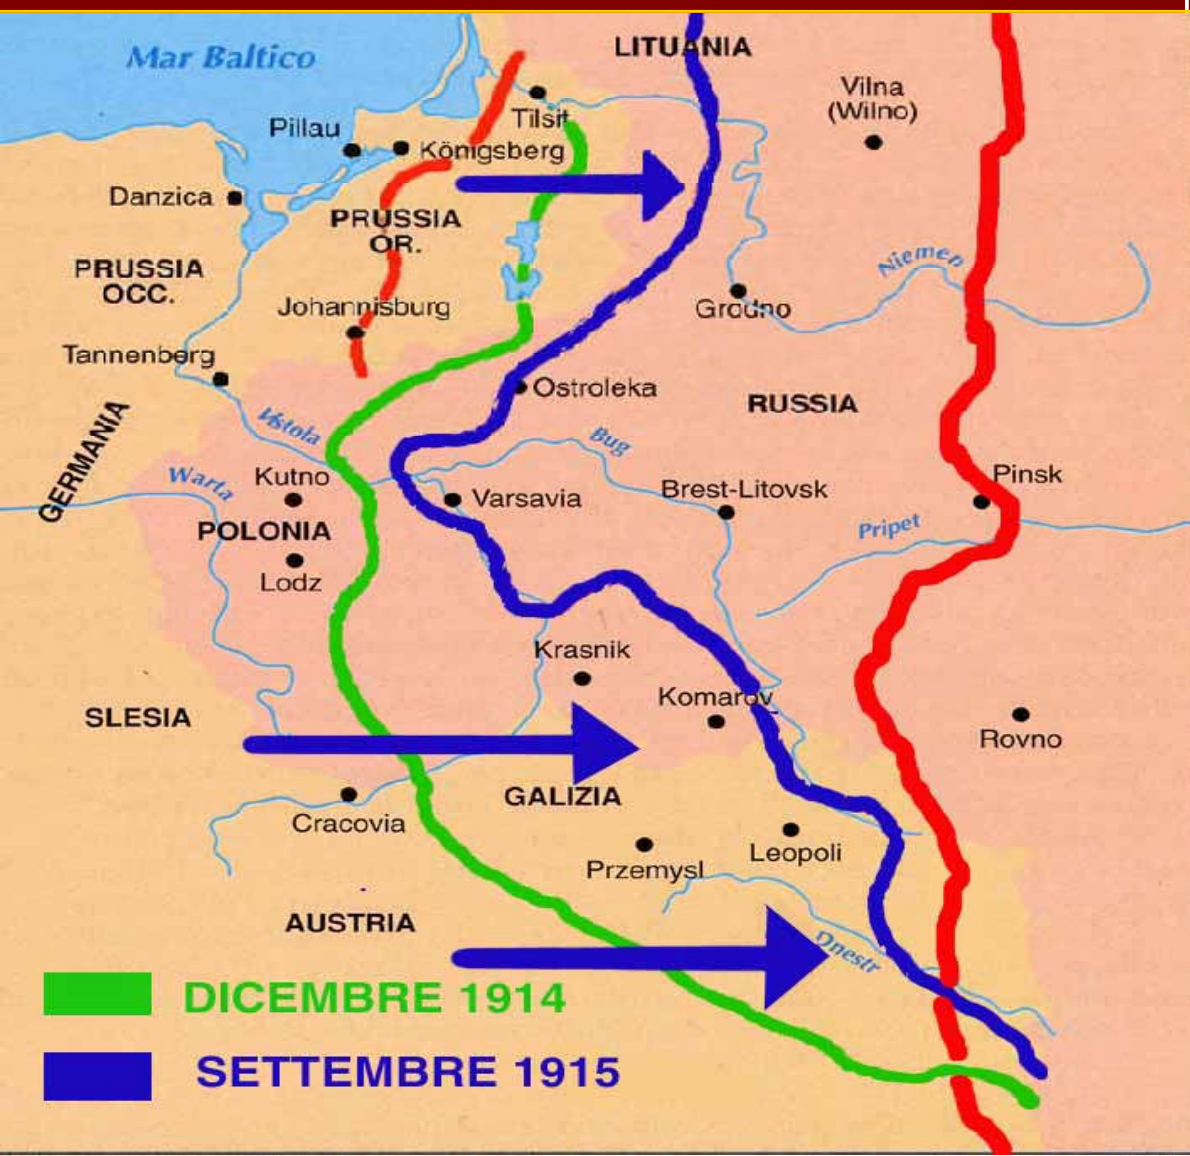 Mar Baltico
LITUANIA
Vilna
(Wilno)
Tilsit
Pillau
Königsberg
Danzica
PRUSSIA
OR.
PRUSSIA
OCC.
Niemen
Johannisburg
Grodno
Tannenberg
Ostroleka
RUSSIA
GERMANIA
Vistola
Bug
Warta
Kutno
Varsavia
Brest-Litovsk
Pinsk
POLONIA
Pripet
Lodz
Krasnik
Komarov
SLESIA
Rovno
GALIZIA
Cracovia
Przemysl
Leopoli
AUSTRIA
Dnestr
DICEMBRE 1914
SETTEMBRE 1915